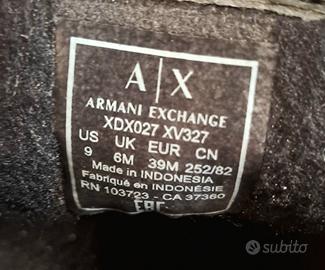 A|X
ARMANI EXCHANGE
XDX027 XV327
US UK EUR CN
9 6M 39M 252/82
Made in INDONESIA
Fabriqué en INDONÉSIE
RN 103723 - CA 37360
EAC
subito